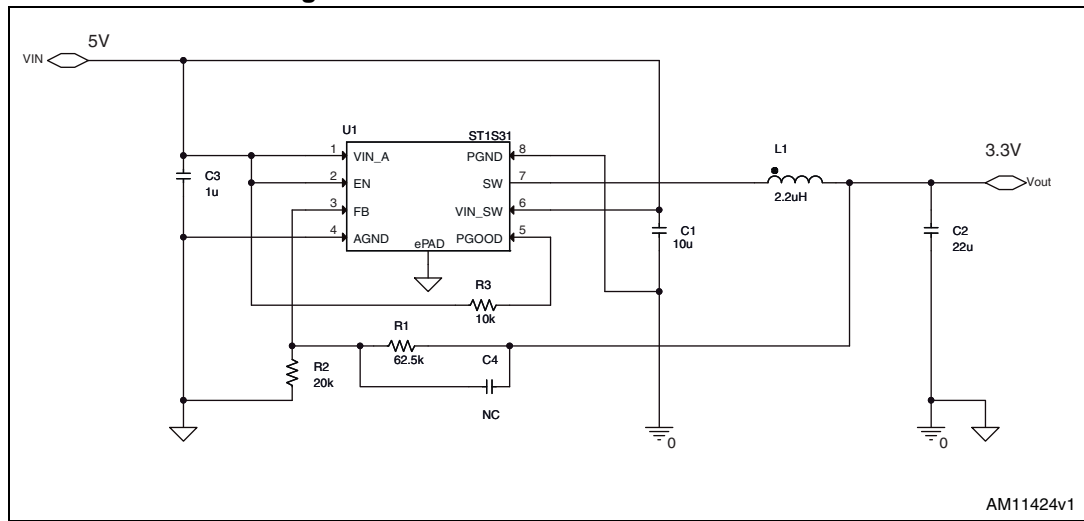 5V
VIN
U1
ST1S31
1 VIN_A
PGND 8
2 EN
SW 7
3 FB
VIN_SW 6
4 AGND
PGOOD 5
ePAD
C3
1u
L1
2.2uH
3.3V
Vout
C1
10u
C2
22u
R3
10k
R1
62.5k
C4
NC
R2
20k
0
0
AM11424v1